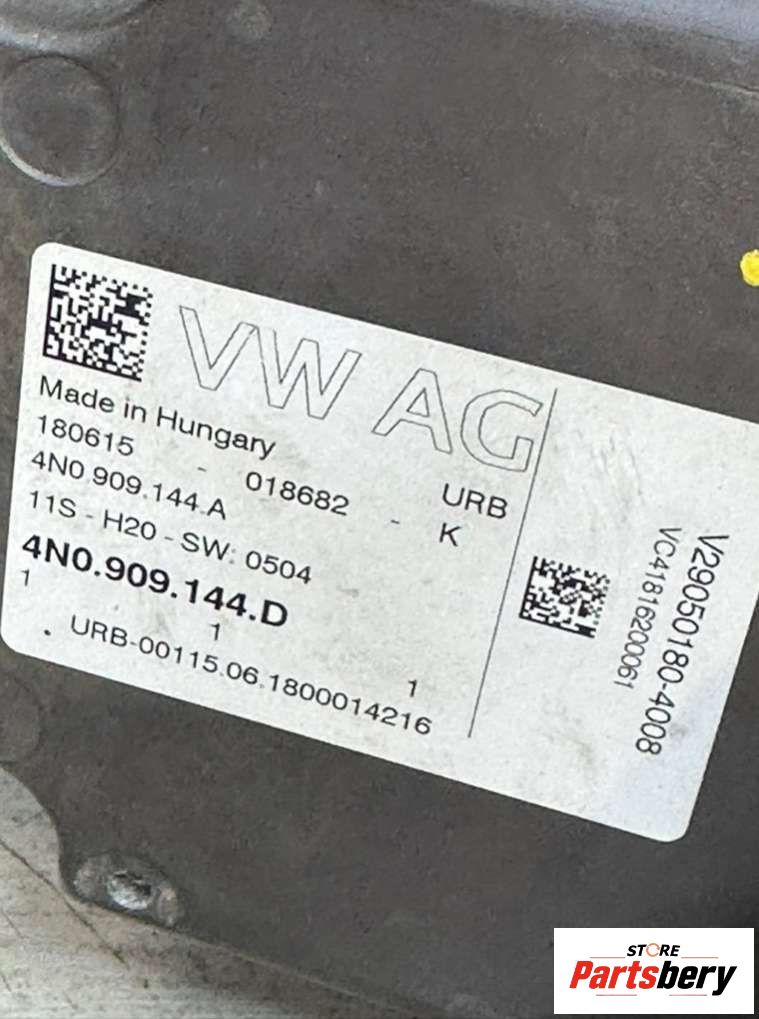 VW AG
Made in Hungary
180615 - 018682 - URB
4N0.909.144.A K
11S - H20 - SW: 0504
4N0.909.144.D
1 1 1
URB-00115.06.1800014216
V29050180-4008
VC41816200061
STORE
Partsbery